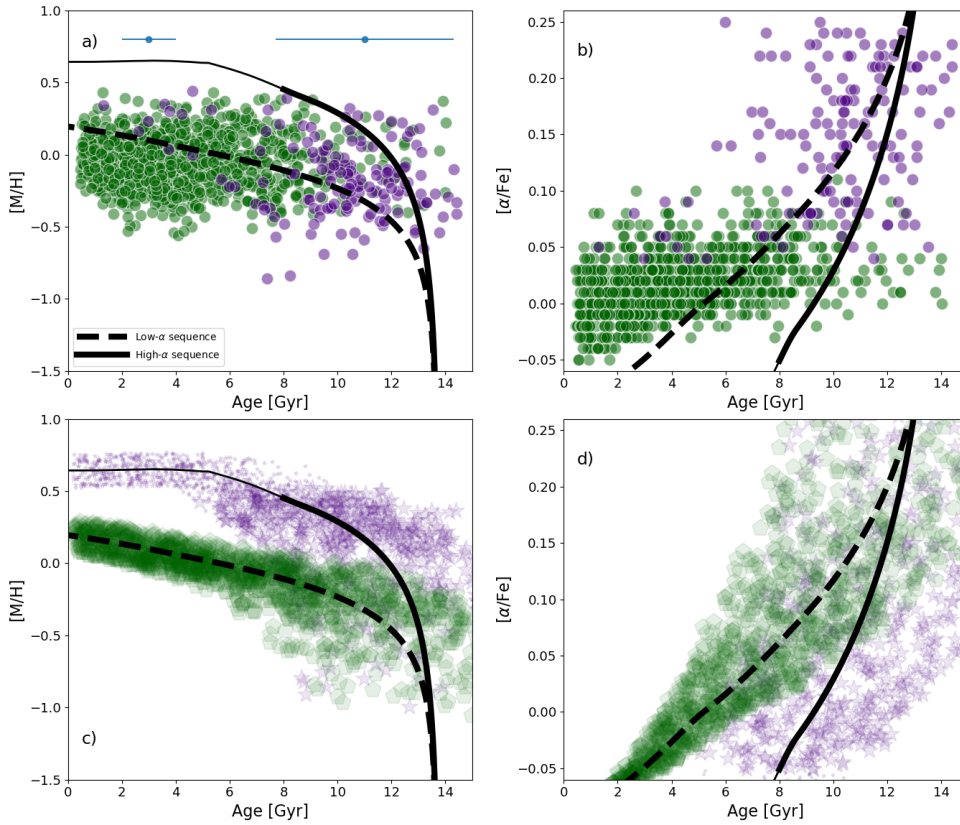 a)
[M/H]
1.0
0.5
0.0
−0.5
−1.0
−1.5
Low-α sequence
High-α sequence
0 2 4 6 8 10 12 14
Age [Gyr]
b)
[α/Fe]
0.25
0.20
0.15
0.10
0.05
0.00
−0.05
0 2 4 6 8 10 12 14
Age [Gyr]
c)
[M/H]
1.0
0.5
0.0
−0.5
−1.0
−1.5
0 2 4 6 8 10 12 14
Age [Gyr]
d)
[α/Fe]
0.25
0.20
0.15
0.10
0.05
0.00
−0.05
0 2 4 6 8 10 12 14
Age [Gyr]